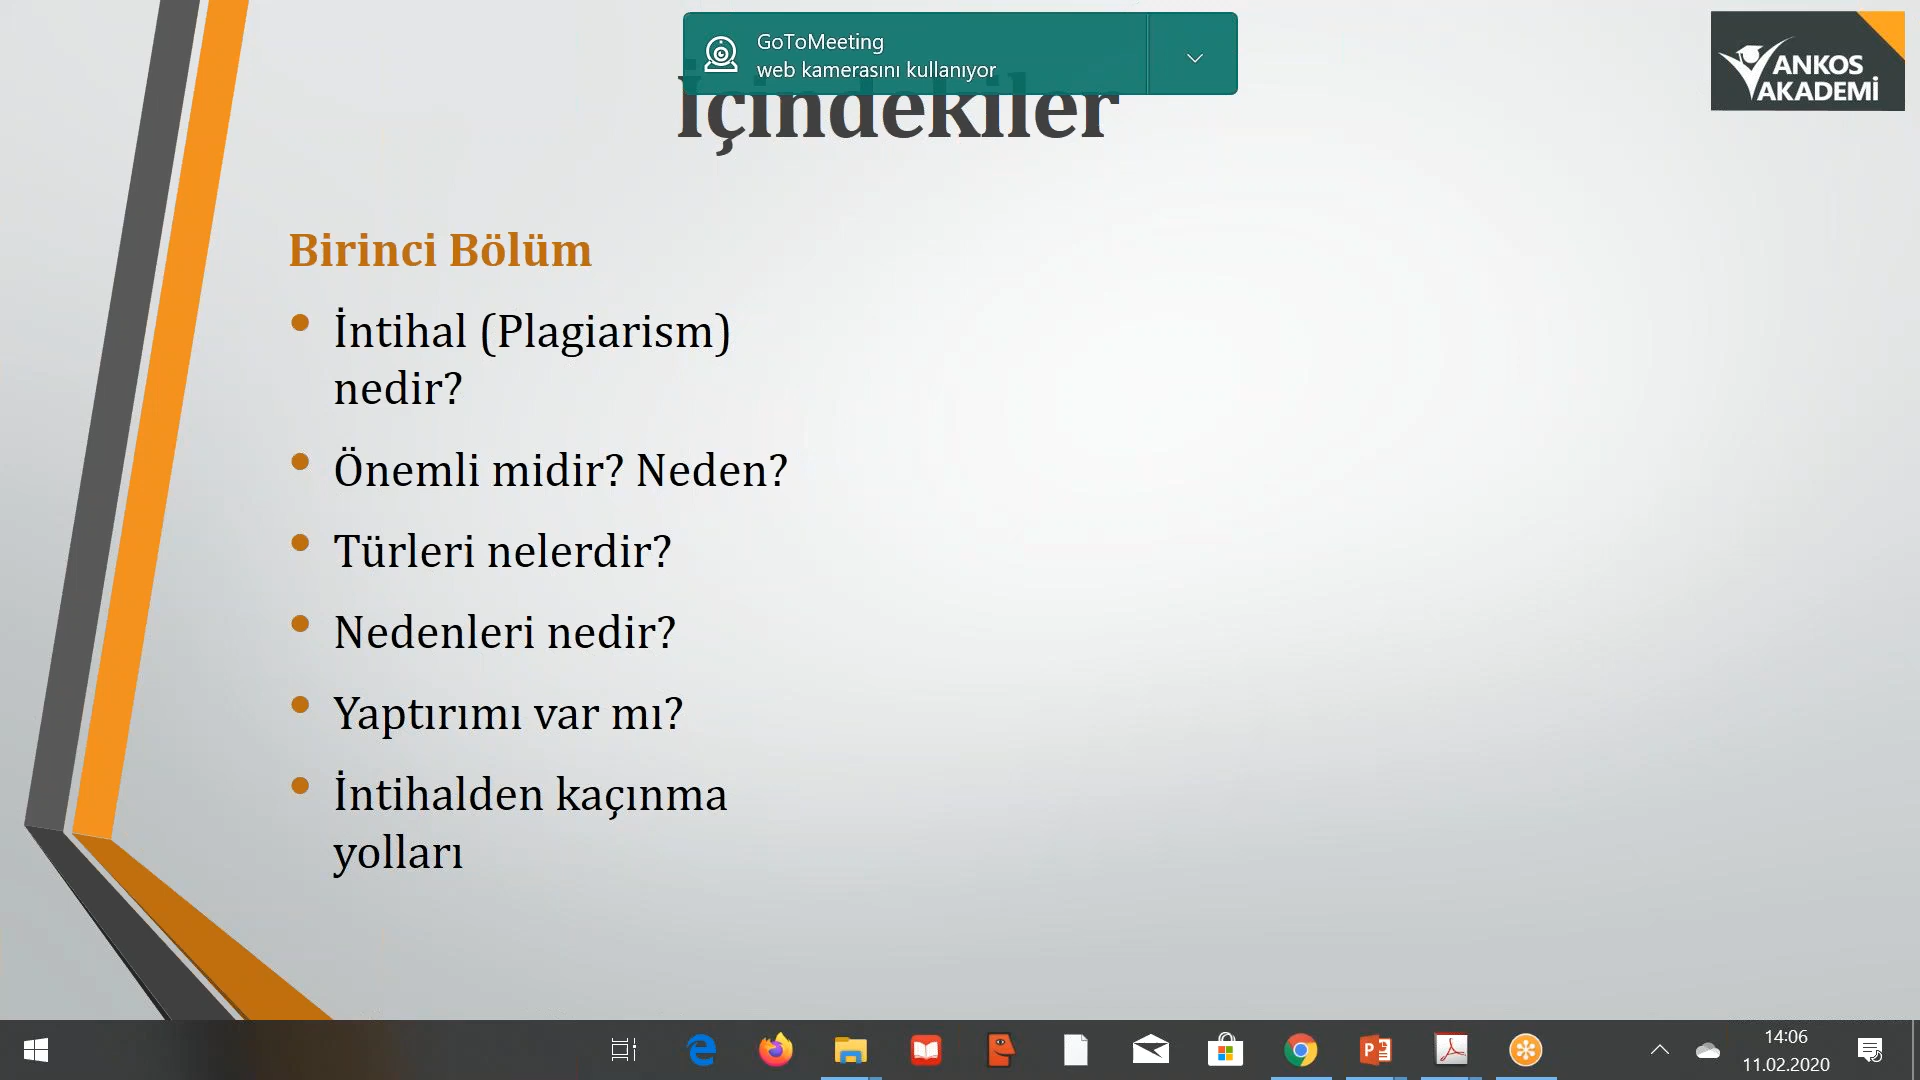 GoToMeeting
web kamerasını kullanıyor
ANKOS
AKADEMİ
İçindekiler
Birinci Bölüm
• İntihal (Plagiarism)
nedir?
• Önemli midir? Neden?
• Türleri nelerdir?
• Nedenleri nedir?
• Yaptırımı var mı?
• İntihalden kaçınma
yolları
14:06
11.02.2020